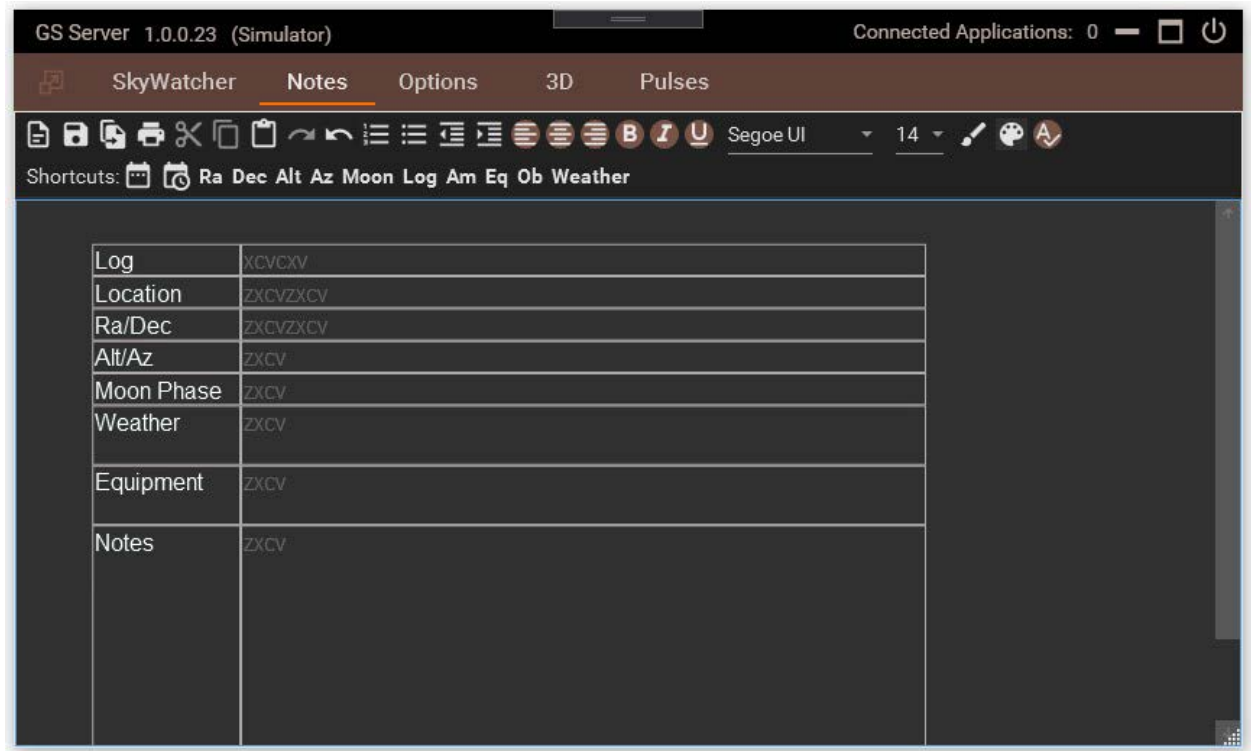 GS Server 1.0.0.23 (Simulator) Connected Applications: 0
SkyWatcher Notes Options 3D Pulses
B I U Segoe UI 14 A
Shortcuts: Ra Dec Alt Az Moon Log Am Eq Ob Weather
Log xcvcxv
Location zxcvzxcv
Ra/Dec zxcvzxcv
Alt/Az zxcv
Moon Phase zxcv
Weather zxcv
Equipment zxcv
Notes zxcv